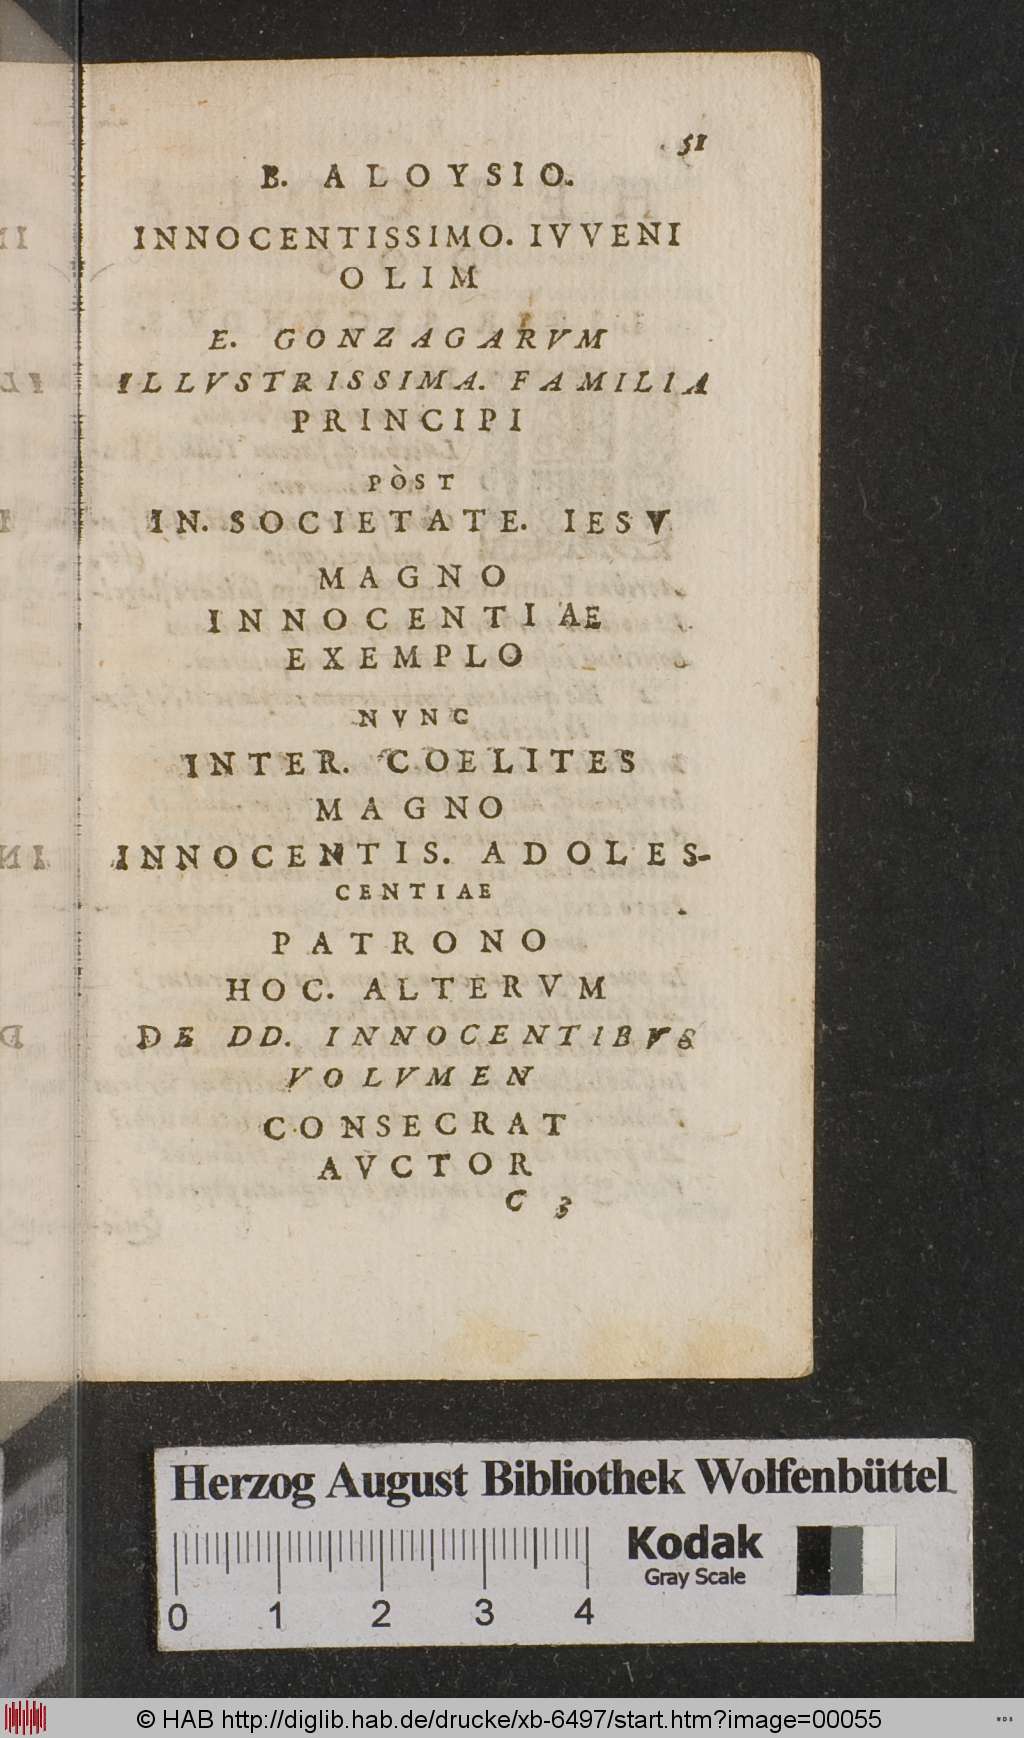 51
B. ALOYSIO.
INNOCENTISSIMO. IVVENI
OLIM
E. GONZAGARVM
ILLVSTRISSIMA. FAMILIA
PRINCIPI
PÒST
IN. SOCIETATE. IESV
MAGNO
INNOCENTIAE
EXEMPLO
NVNC
INTER. COELITES
MAGNO
INNOCENTIS. ADOLES-
CENTIAE
PATRONO
HOC. ALTERVM
DE DD. INNOCENTIBVS
VOLVMEN
CONSECRAT
AVCTOR
C 3
Herzog August Bibliothek Wolfenbüttel
Kodak
Gray Scale
0 1 2 3 4
© HAB http://diglib.hab.de/drucke/xb-6497/start.htm?image=00055